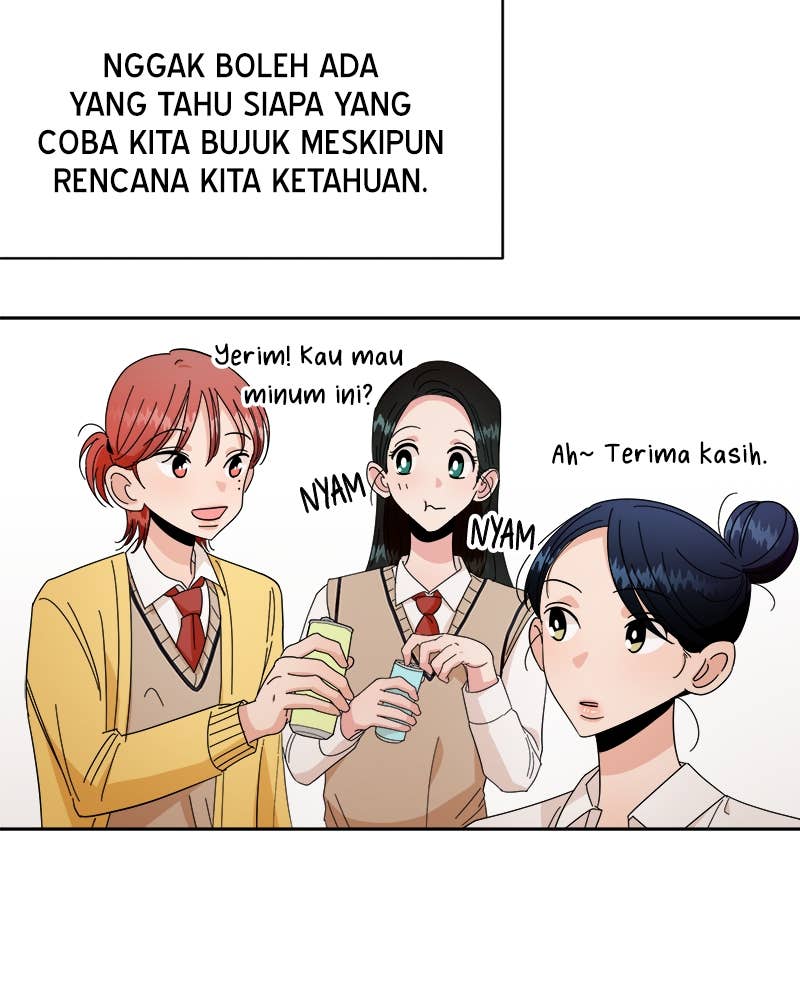 NGGAK BOLEH ADA
YANG TAHU SIAPA YANG
COBA KITA BUJUK MESKIPUN
RENCANA KITA KETAHUAN.
Yerim! Kau mau
minum ini?
Ah~ Terima kasih.
NYAM
NYAM